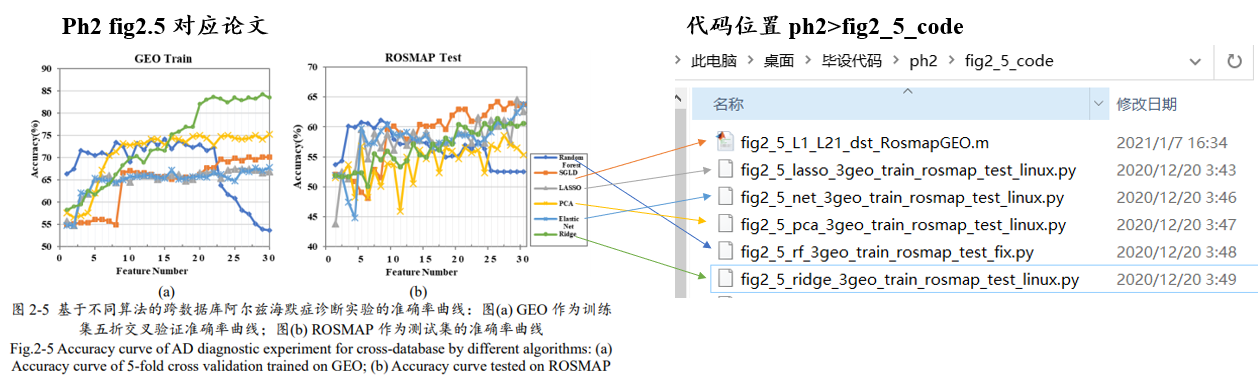 Ph2 fig2.5 对应论文
代码位置 ph2>fig2_5_code
GEO Train
90
85
80
75
70
65
60
55
50
Accuracy(%)
0
5
10
15
20
25
30
Feature Number
(a)
ROSMAP Test
70
65
60
55
50
45
40
Accuracy(%)
0
5
10
15
20
25
30
Feature Number
(b)
Random
Forest
SGLD
LASSO
PCA
Elastic
Net
Ridge
图 2-5 基于不同算法的跨数据库阿尔兹海默症诊断实验的准确率曲线：图(a) GEO 作为训练
集五折交叉验证准确率曲线；图(b) ROSMAP 作为测试集的准确率曲线
Fig.2-5 Accuracy curve of AD diagnostic experiment for cross-database by different algorithms: (a)
Accuracy curve of 5-fold cross validation trained on GEO; (b) Accuracy curve tested on ROSMAP
此电脑 > 桌面 > 毕设代码 > ph2 > fig2_5_code
名称 修改日期
fig2_5_L1_L21_dst_RosmapGEO.m 2021/1/7 16:34
fig2_5_lasso_3geo_train_rosmap_test_linux.py 2020/12/20 3:43
fig2_5_net_3geo_train_rosmap_test_linux.py 2020/12/20 3:46
fig2_5_pca_3geo_train_rosmap_test_linux.py 2020/12/20 3:47
fig2_5_rf_3geo_train_rosmap_test_fix.py 2020/12/20 3:48
fig2_5_ridge_3geo_train_rosmap_test_linux.py 2020/12/20 3:49